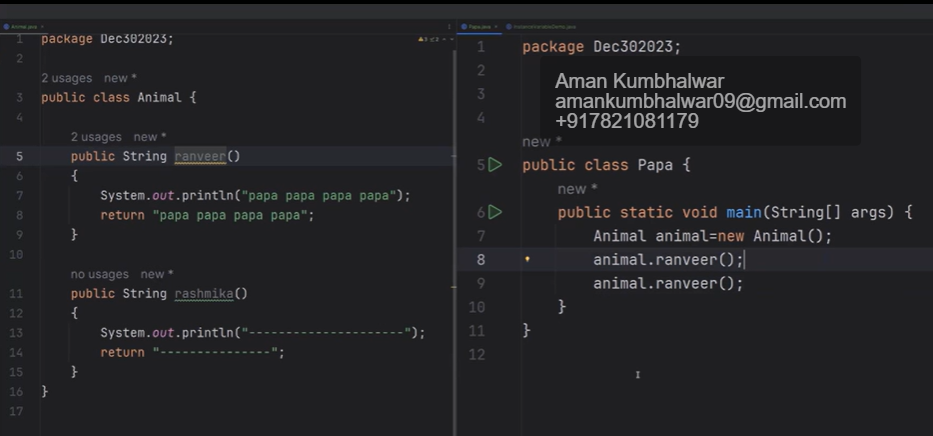 Animal.java
1 package Dec302023;
2
2 usages new *
3 public class Animal {
4
2 usages new *
5 public String ranveer()
6 {
7 System.out.println("papa papa papa papa");
8 return "papa papa papa papa";
9 }
10
no usages new *
11 public String rashmika()
12 {
13 System.out.println("---------------------");
14 return "---------------";
15 }
16 }
17
Papa.java
1 package Dec302023;
2
3
4
Aman Kumbhalwar
amankumbhalwar09@gmail.com
+917821081179
new *
5 public class Papa {
new *
6 public static void main(String[] args) {
7 Animal animal=new Animal();
8 animal.ranveer();
9 animal.ranveer();
10 }
11 }
12